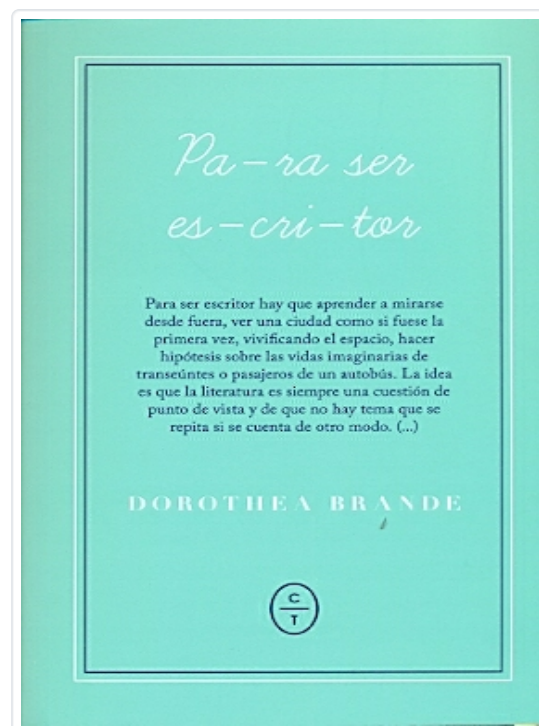 Pa-ra ser
es-cri-tor
Para ser escritor hay que aprender a mirarse
desde fuera, ver una ciudad como si fuese la
primera vez, vivificando el espacio, hacer
hipótesis sobre las vidas imaginarias de
transeúntes o pasajeros de un autobús. La idea
es que la literatura es siempre una cuestión de
punto de vista y de que no hay tema que se
repita si se cuenta de otro modo. (...)
DOROTHEA BRANDE
C
T